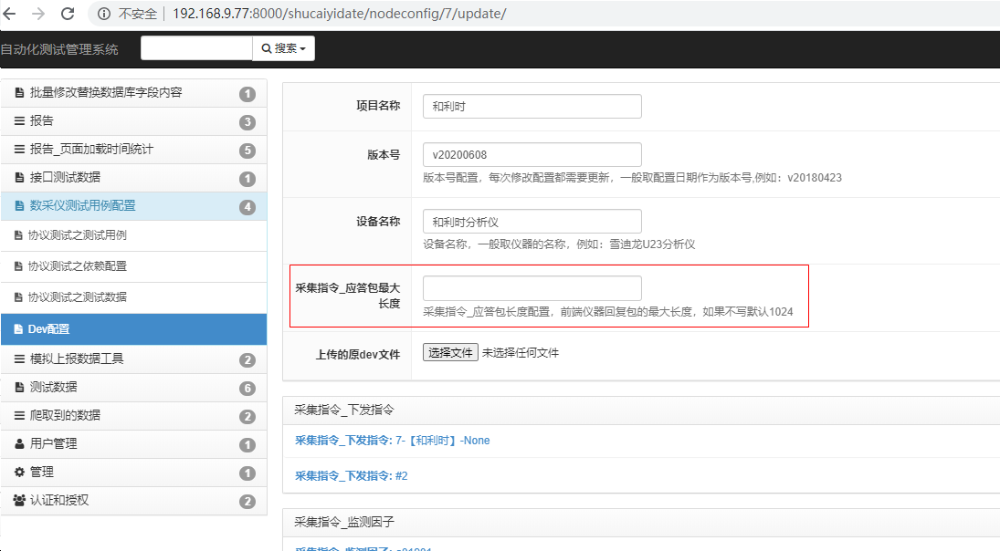 不安全 192.168.9.77:8000/shucaiyidate/nodeconfig/7/update/
自动化测试管理系统 搜索
批量修改替换数据库字段内容 1
报告 3
报告_页面加载时间统计 5
接口测试数据 1
数采仪测试用例配置 4
协议测试之测试用例
协议测试之依赖配置
协议测试之测试数据
Dev配置
模拟上报数据工具 2
测试数据 6
爬取到的数据 2
用户管理 1
管理 1
认证和授权 2
项目名称 和利时
版本号 v20200608
版本号配置，每次修改配置都需要更新，一般取配置日期作为版本号,例如：v20180423
设备名称 和利时分析仪
设备名称，一般取仪器的名称，例如：雪迪龙U23分析仪
采集指令_应答包最大
长度
采集指令_应答包长度配置，前端仪器回复包的最大长度，如果不写默认1024
上传的原dev文件 选择文件 未选择任何文件
采集指令_下发指令
采集指令_下发指令: 7-【和利时】-None
采集指令_下发指令: #2
采集指令_监测因子